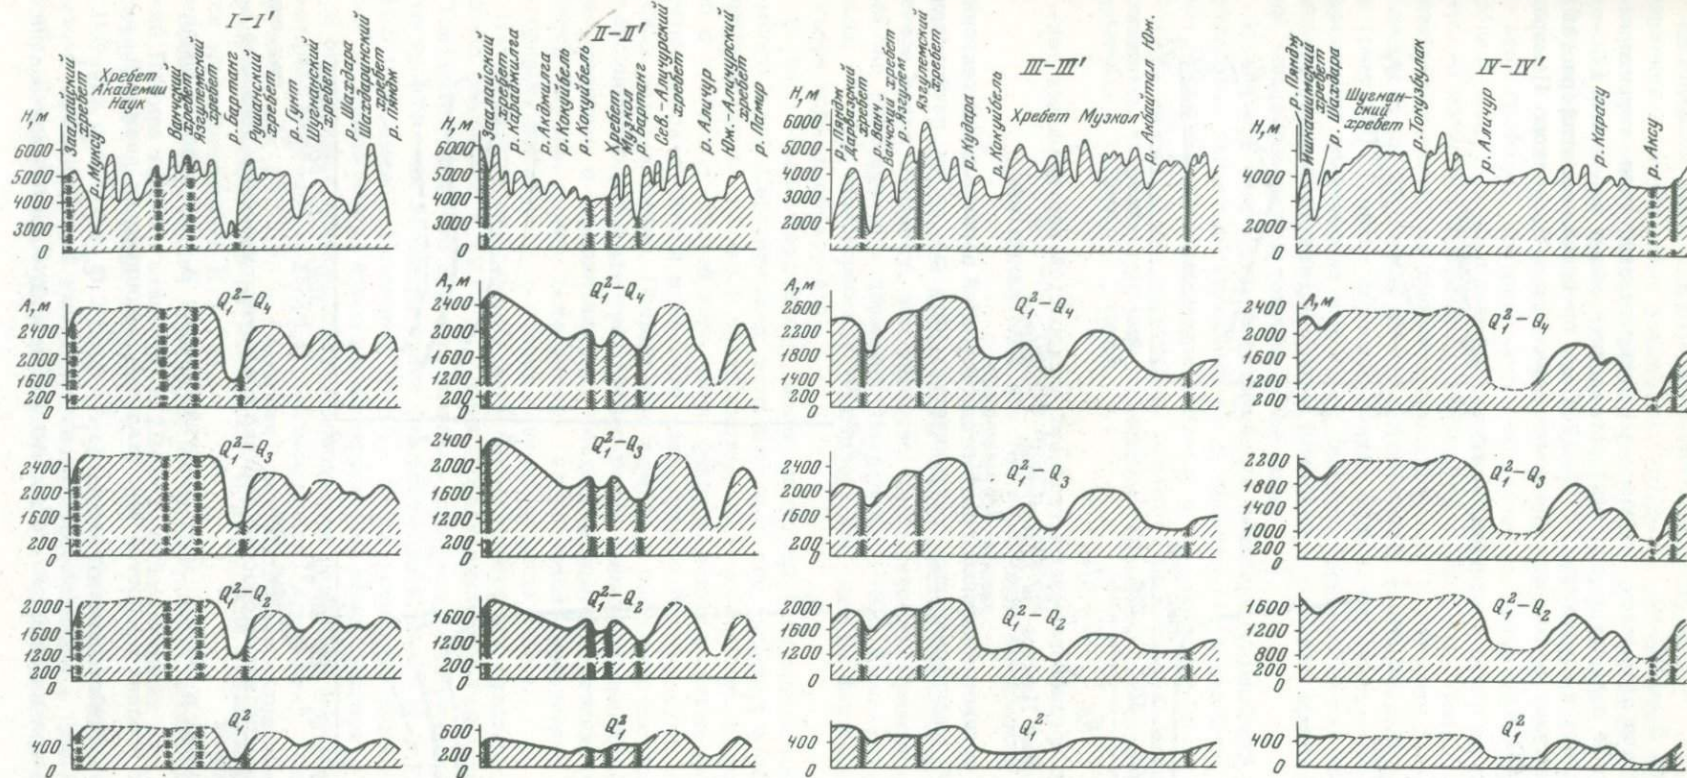 I–I'
H, м
Заалайский хребет
р. Муксу
Хребет
Академии
Наук
Ванчский хребет
Язгулемский хребет
р. Бартанг
Рушанский хребет
р. Гунт
Шугнанский хребет
р. Шахдара
Шахдаринский хребет
р. Пяндж
6000
5000
4000
3000
0
A, м
Q₁²–Q₄
2400
2000
1600
200
0
Q₁²–Q₃
2400
2000
1600
200
0
Q₁²–Q₂
2000
1600
1200
200
0
Q₁²
400
0
II–II'
H, м
Заалайский хребет
р. Караджилга
р. Акджилга
р. Кокуйбель
р. Кокуйбель
Хребет Музкол
р. Бартанг
Сев.-Аличурский хребет
р. Аличур
Юж.-Аличурский хребет
р. Памир
6000
5000
4000
3000
0
A, м
Q₁²–Q₄
2400
2000
1600
1200
200
0
Q₁²–Q₃
2400
2000
1600
1200
200
0
Q₁²–Q₂
1600
1200
200
0
Q₁²
600
200
0
III–III'
H, м
р. Пяндж
Дарвазский хребет
р. Ванч
Ванчский хребет
р. Язгулем
Язгулемский хребет
р. Кудара
р. Кокуйбель
Хребет Музкол
р. Акбайтал Юж.
6000
5000
4000
3000
2000
0
A, м
Q₁²–Q₄
2600
2200
1800
1400
200
0
Q₁²–Q₃
2400
2000
1600
200
0
Q₁²–Q₂
2000
1600
1200
200
0
Q₁²
400
0
IV–IV'
H, м
р. Пяндж
Ишкашимский хребет
р. Шахдара
Шугнан-
ский
хребет
р. Токузбулак
р. Аличур
р. Карасу
р. Аксу
4000
2000
0
A, м
Q₁²–Q₄
2400
2000
1600
1200
200
0
Q₁²–Q₃
2200
1800
1400
1000
200
0
Q₁²–Q₂
1600
1200
800
200
0
Q₁²
400
0